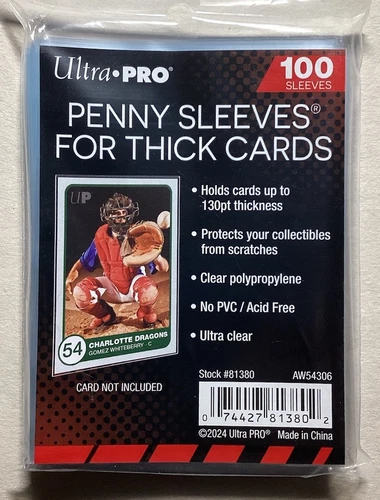 Ultra•PRO®
100
SLEEVES
PENNY SLEEVES®
FOR THICK CARDS
UP
• Holds cards up to
130pt thickness
• Protects your collectibles
from scratches
• Clear polypropylene
• No PVC / Acid Free
• Ultra clear
54
CHARLOTTE DRAGONS
GOMEZ WHITEBERRY - C
CARD NOT INCLUDED
Stock #81380
AW54306
0 74427 81380 2
©2024 Ultra PRO® Made in China